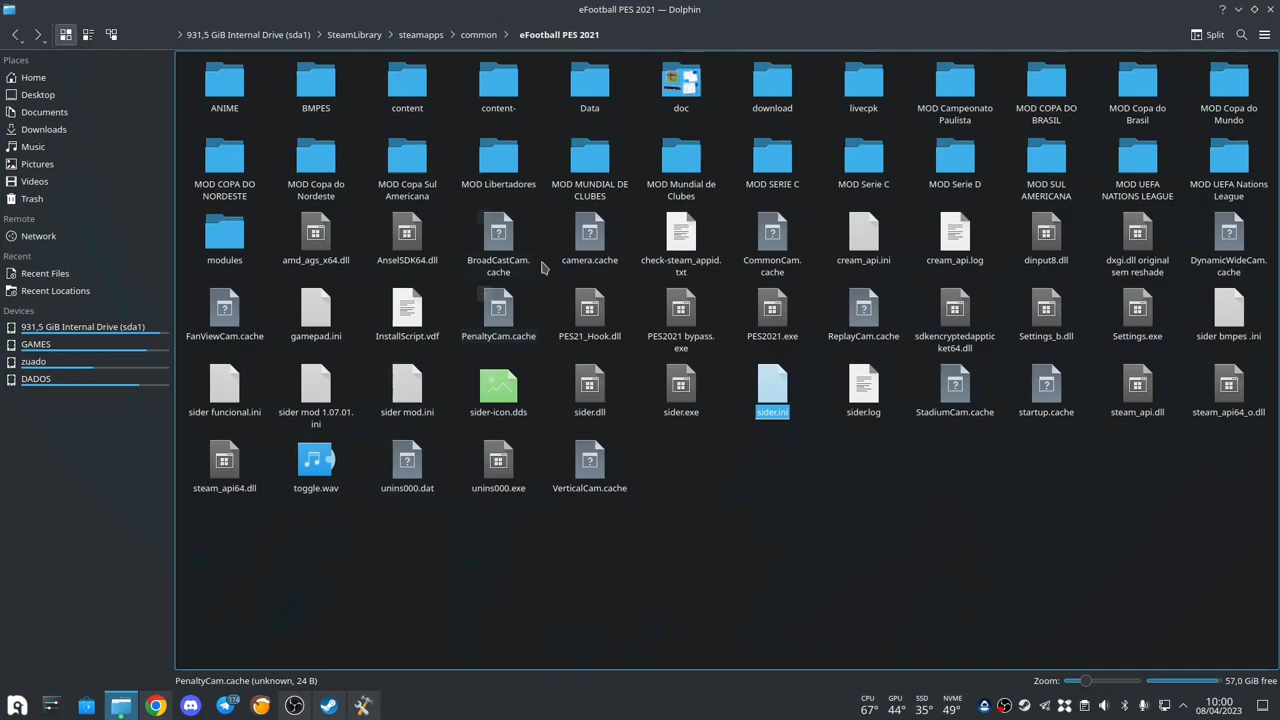 eFootball PES 2021 — Dolphin
931,5 GiB Internal Drive (sda1)
SteamLibrary
steamapps
common
eFootball PES 2021
Split
Places
Home
Desktop
Documents
Downloads
Music
Pictures
Videos
Trash
Remote
Network
Recent
Recent Files
Recent Locations
Devices
931,5 GiB Internal Drive (sda1)
GAMES
zuado
DADOS
ANIME
BMPES
content
content-
Data
doc
download
livecpk
MOD Campeonato
Paulista
MOD COPA DO
BRASIL
MOD Copa do
Brasil
MOD Copa do
Mundo
MOD COPA DO
NORDESTE
MOD Copa do
Nordeste
MOD Copa Sul
Americana
MOD Libertadores
MOD MUNDIAL DE
CLUBES
MOD Mundial de
Clubes
MOD SERIE C
MOD Serie C
MOD Serie D
MOD SUL
AMERICANA
MOD UEFA
NATIONS LEAGUE
MOD UEFA Nations
League
modules
amd_ags_x64.dll
AnselSDK64.dll
BroadCastCam.
cache
camera.cache
check-steam_appid.
txt
CommonCam.
cache
cream_api.ini
cream_api.log
dinput8.dll
dxgi.dll original
sem reshade
DynamicWideCam.
cache
FanViewCam.cache
gamepad.ini
InstallScript.vdf
PenaltyCam.cache
PES21_Hook.dll
PES2021 bypass.
exe
PES2021.exe
ReplayCam.cache
sdkencryptedapptic
ket64.dll
Settings_b.dll
Settings.exe
sider bmpes .ini
sider funcional.ini
sider mod 1.07.01.
ini
sider mod.ini
sider-icon.dds
sider.dll
sider.exe
sider.ini
sider.log
StadiumCam.cache
startup.cache
steam_api.dll
steam_api64_o.dll
steam_api64.dll
toggle.wav
unins000.dat
unins000.exe
VerticalCam.cache
PenaltyCam.cache (unknown, 24 B)
Zoom:
57,0 GiB free
174
CPU
67°
GPU
44°
SSD
35°
NVME
49°
10:00
08/04/2023